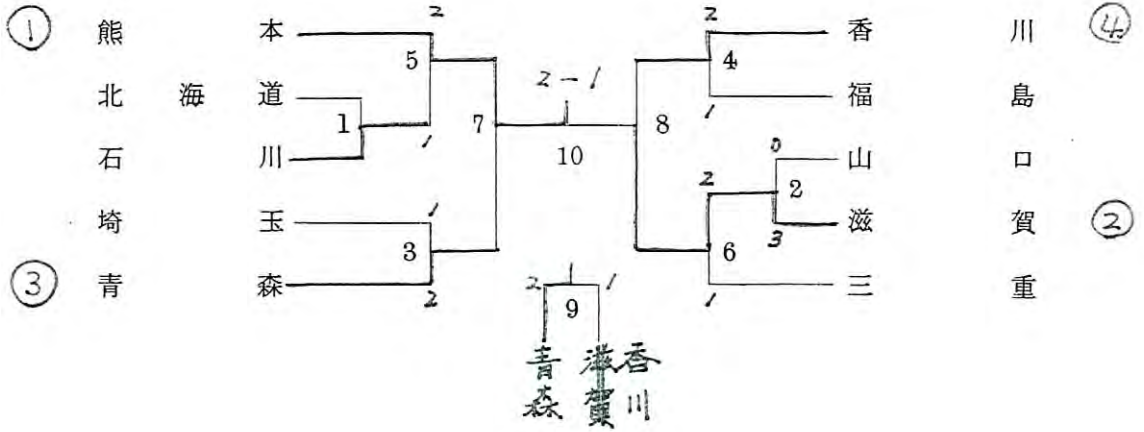 ① 熊本 2 2 香川 ④
5 4
北海道 2-1 福島
1 7 8 1
石川 1 10 0 山口
2 2
埼玉 1 3 滋賀 ②
3 6
③ 青森 2 2 1 1 三重
9
青森 滋賀 香川